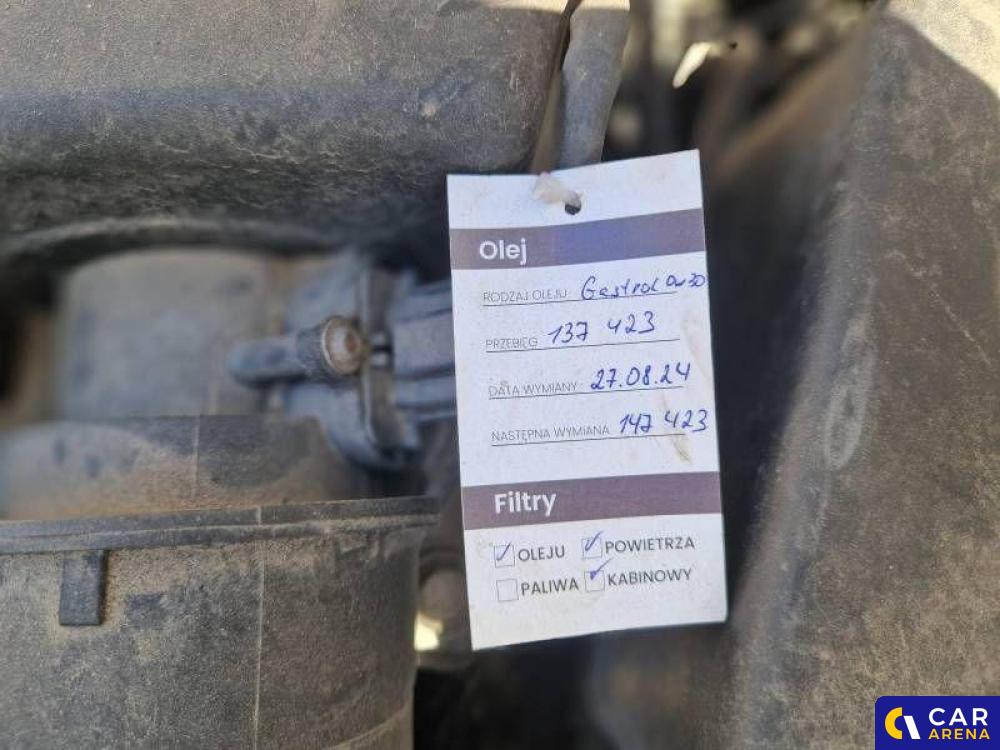 Olej
RODZAJ OLEJU Castrol 0w30
PRZEBIEG 137 423
DATA WYMIANY 27.08.24
NASTĘPNA WYMIANA 147 423
Filtry
OLEJU POWIETRZA
PALIWA KABINOWY
CAR
ARENA